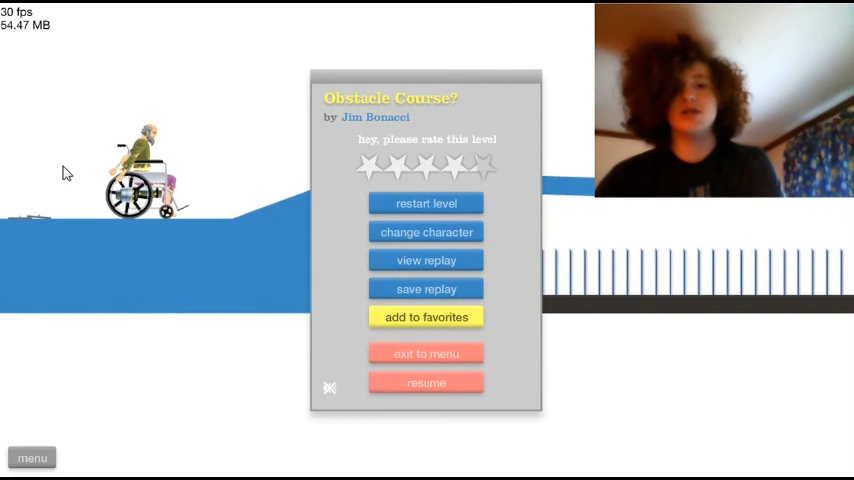 30 fps
54.47 MB
Obstacle Course?
by Jim Bonacci
hey, please rate this level
restart level
change character
view replay
save replay
add to favorites
exit to menu
resume
menu